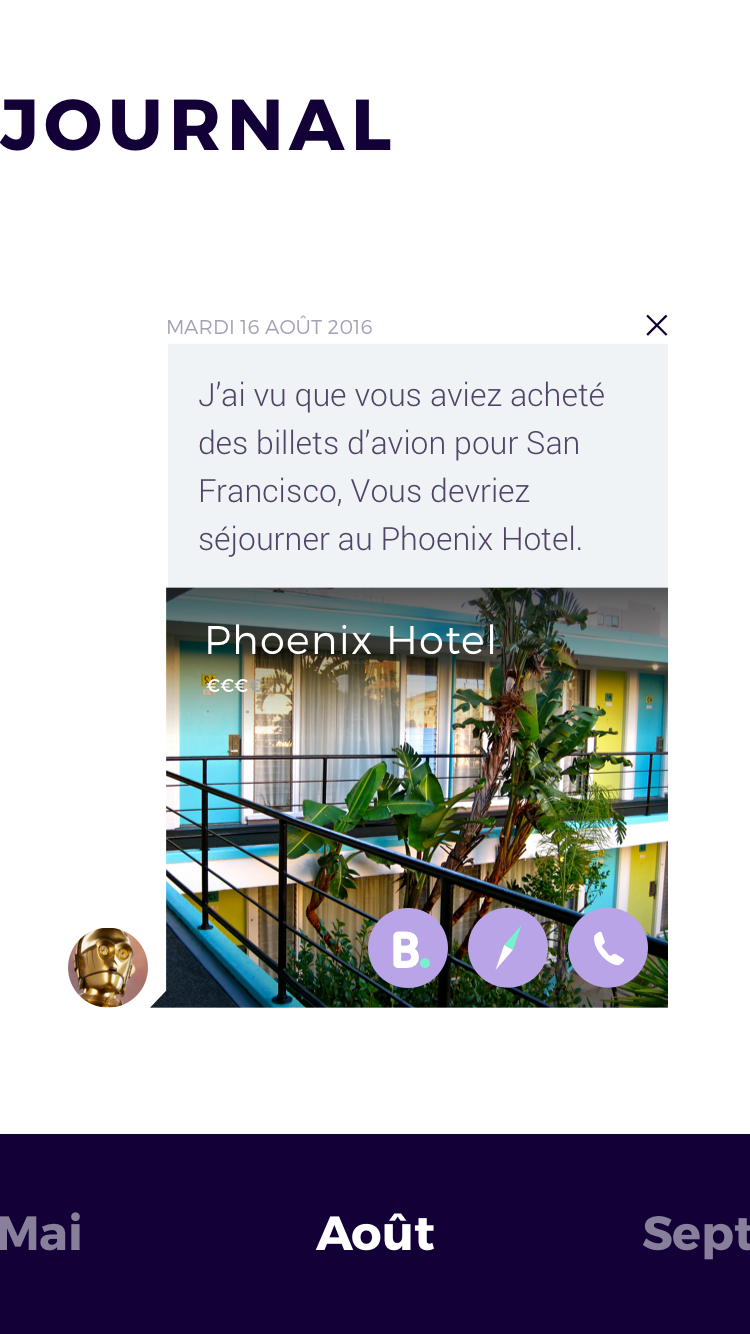 JOURNAL
MARDI 16 AOÛT 2016
J’ai vu que vous aviez acheté
des billets d’avion pour San
Francisco, Vous devriez
séjourner au Phoenix Hotel.
Phoenix Hotel
€€€
B.
Mai Août Sept